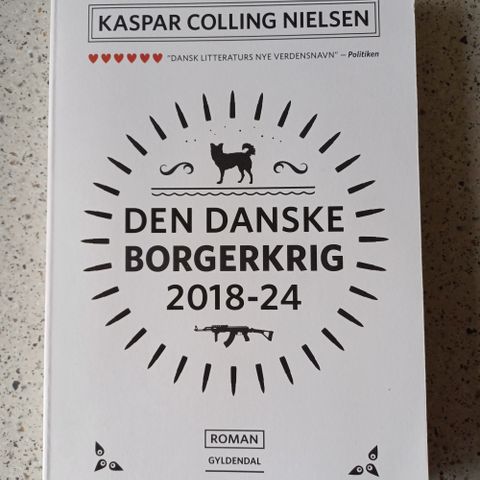 KASPAR COLLING NIELSEN
"DANSK LITTERATURS NYE VERDENSNAVN" – Politiken
DEN DANSKE
BORGERKRIG
2018-24
ROMAN
GYLDENDAL